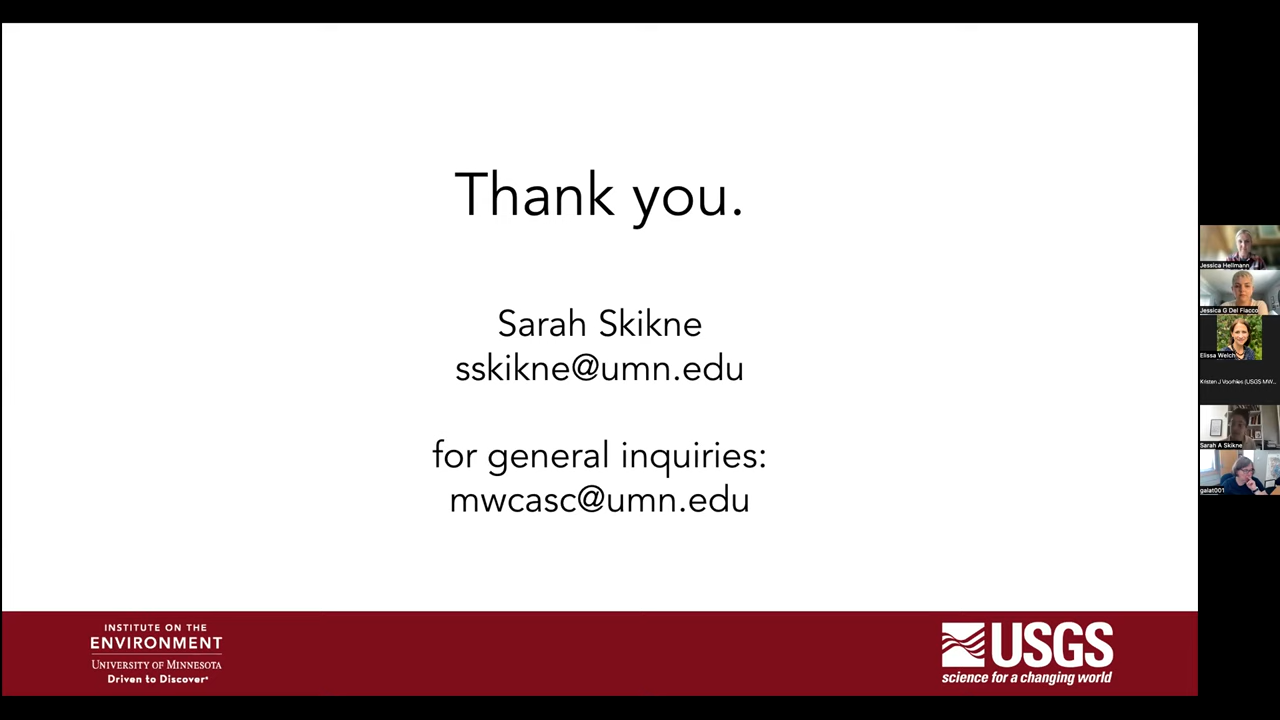 Thank you.
Sarah Skikne
sskikne@umn.edu
for general inquiries:
mwcasc@umn.edu
INSTITUTE ON THE
ENVIRONMENT
UNIVERSITY OF MINNESOTA
Driven to Discover®
USGS
science for a changing world
Jessica Hellmann
Jessica G Del Fiacco
Elissa Welch
Kristen J Voorhies (USGS MW...
Sarah A Skikne
galat001